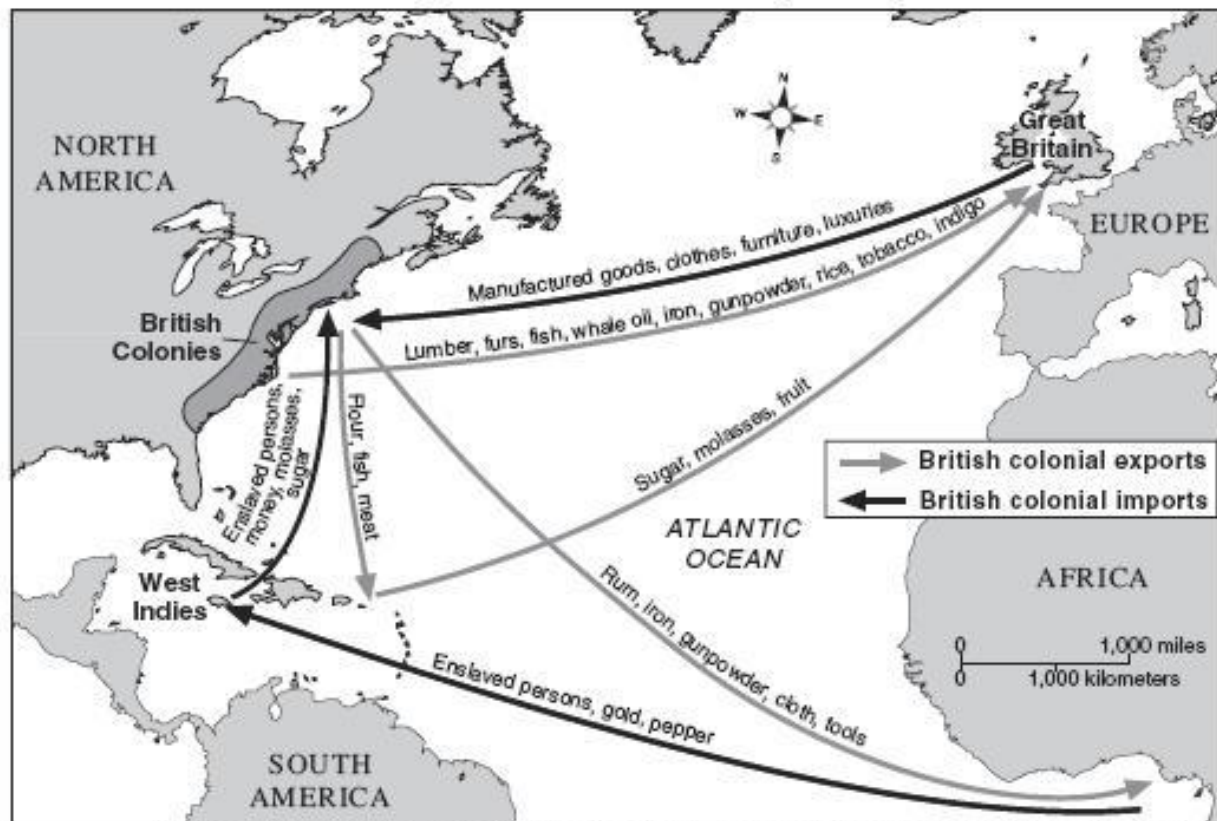 N
W E
S
NORTH
AMERICA
Great
Britain
EUROPE
Manufactured goods, clothes, furniture, luxuries
Lumber, furs, fish, whale oil, iron, gunpowder, rice, tobacco, indigo
British
Colonies
Enslaved persons,
money, molasses,
sugar
Flour, fish, meat
Sugar, molasses, fruit
British colonial exports
British colonial imports
ATLANTIC
OCEAN
West
Indies
AFRICA
Rum, iron, gunpowder, cloth, tools
0 1,000 miles
0 1,000 kilometers
Enslaved persons, gold, pepper
SOUTH
AMERICA